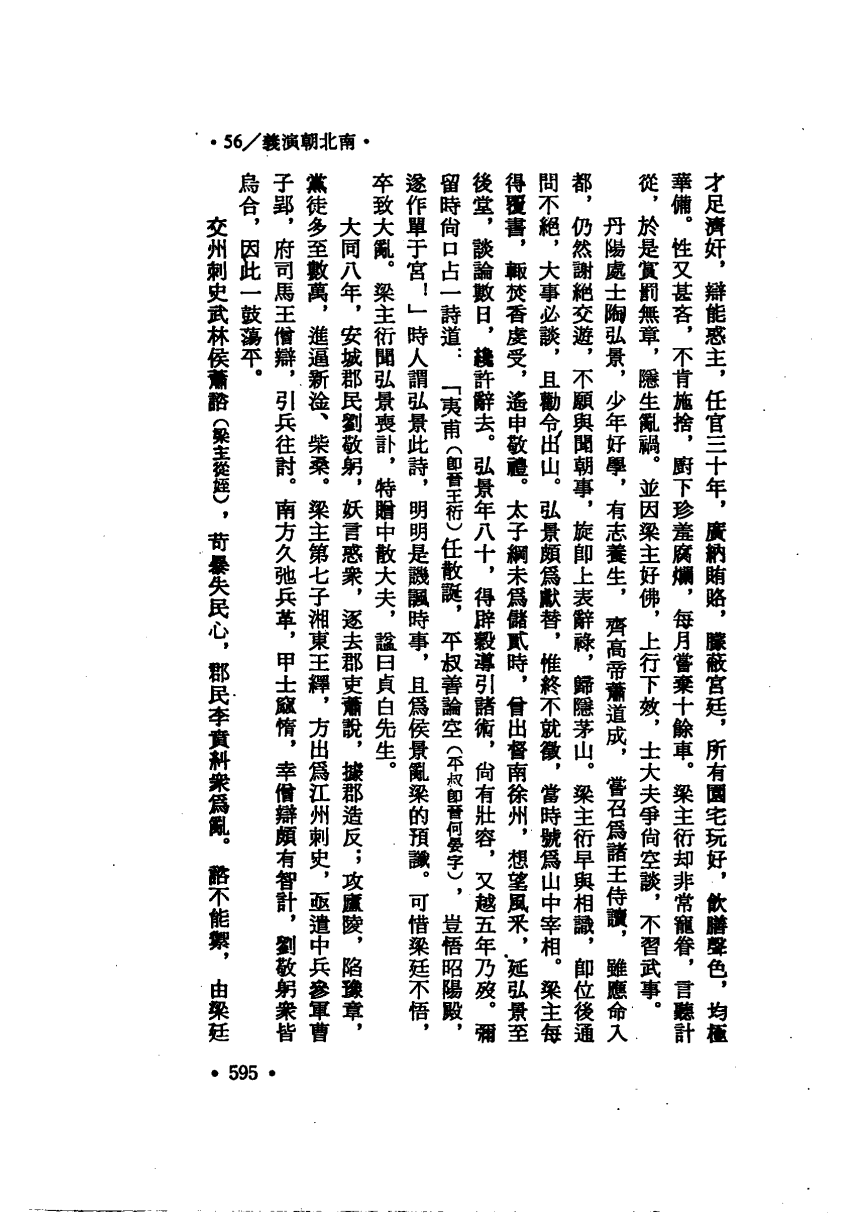 ·56／義演朝北南·
才足濟奸，辯能惑主，任官三十年，廣納賄賂，朦蔽宮廷，所有園宅玩好，飲膳聲色，均極
華備。性又甚吝，不肯施捨，廚下珍羞腐爛，每月嘗棄十餘車。梁主衍却非常寵眷，言聽計
從，於是賞罰無章，隱生亂禍。並因梁主好佛，上行下效，士大夫爭尚空談，不習武事。
丹陽處士陶弘景，少年好學，有志養生，齊高帝蕭道成，嘗召爲諸王侍讀，雖應命入
都，仍然謝絕交遊，不願與聞朝事，旋卽上表辭祿，歸隱茅山。梁主衍早與相識，卽位後通
問不絕，大事必談，且勸令出山。弘景頗爲獻替，惟終不就徵，當時號爲山中宰相。梁主每
得覆書，輒焚香虔受，遙申敬禮。太子綱未爲儲貳時，曾出督南徐州，想望風釆，延弘景至
後堂，談論數日，纔許辭去。弘景年八十，得辟穀導引諸術，尙有壯容，又越五年乃歿。彌
留時尙口占一詩道：「夷甫（卽晉王衍）任散誕，平叔善論空（平叔卽晉何晏字），豈悟昭陽殿，
遂作單于宮！」時人謂弘景此詩，明明是譏諷時事，且爲侯景亂梁的預讖。可惜梁廷不悟，
卒致大亂。梁主衍聞弘景喪訃，特贈中散大夫，諡曰貞白先生。
大同八年，安城郡民劉敬躬，妖言惑衆，逐去郡吏蕭說，據郡造反；攻廬陵，陷豫章，
黨徒多至數萬，進逼新淦、柴桑。梁主第七子湘東王繹，方出爲江州刺史，亟遣中兵參軍曹
子郢，府司馬王僧辯，引兵往討。南方久弛兵革，甲士窳惰，幸僧辯頗有智計，劉敬躬衆皆
烏合，因此一鼓蕩平。
交州刺史武林侯蕭諮（梁主從姪），苛暴失民心，郡民李賁糾衆爲亂。諮不能禦，由梁廷
·595·